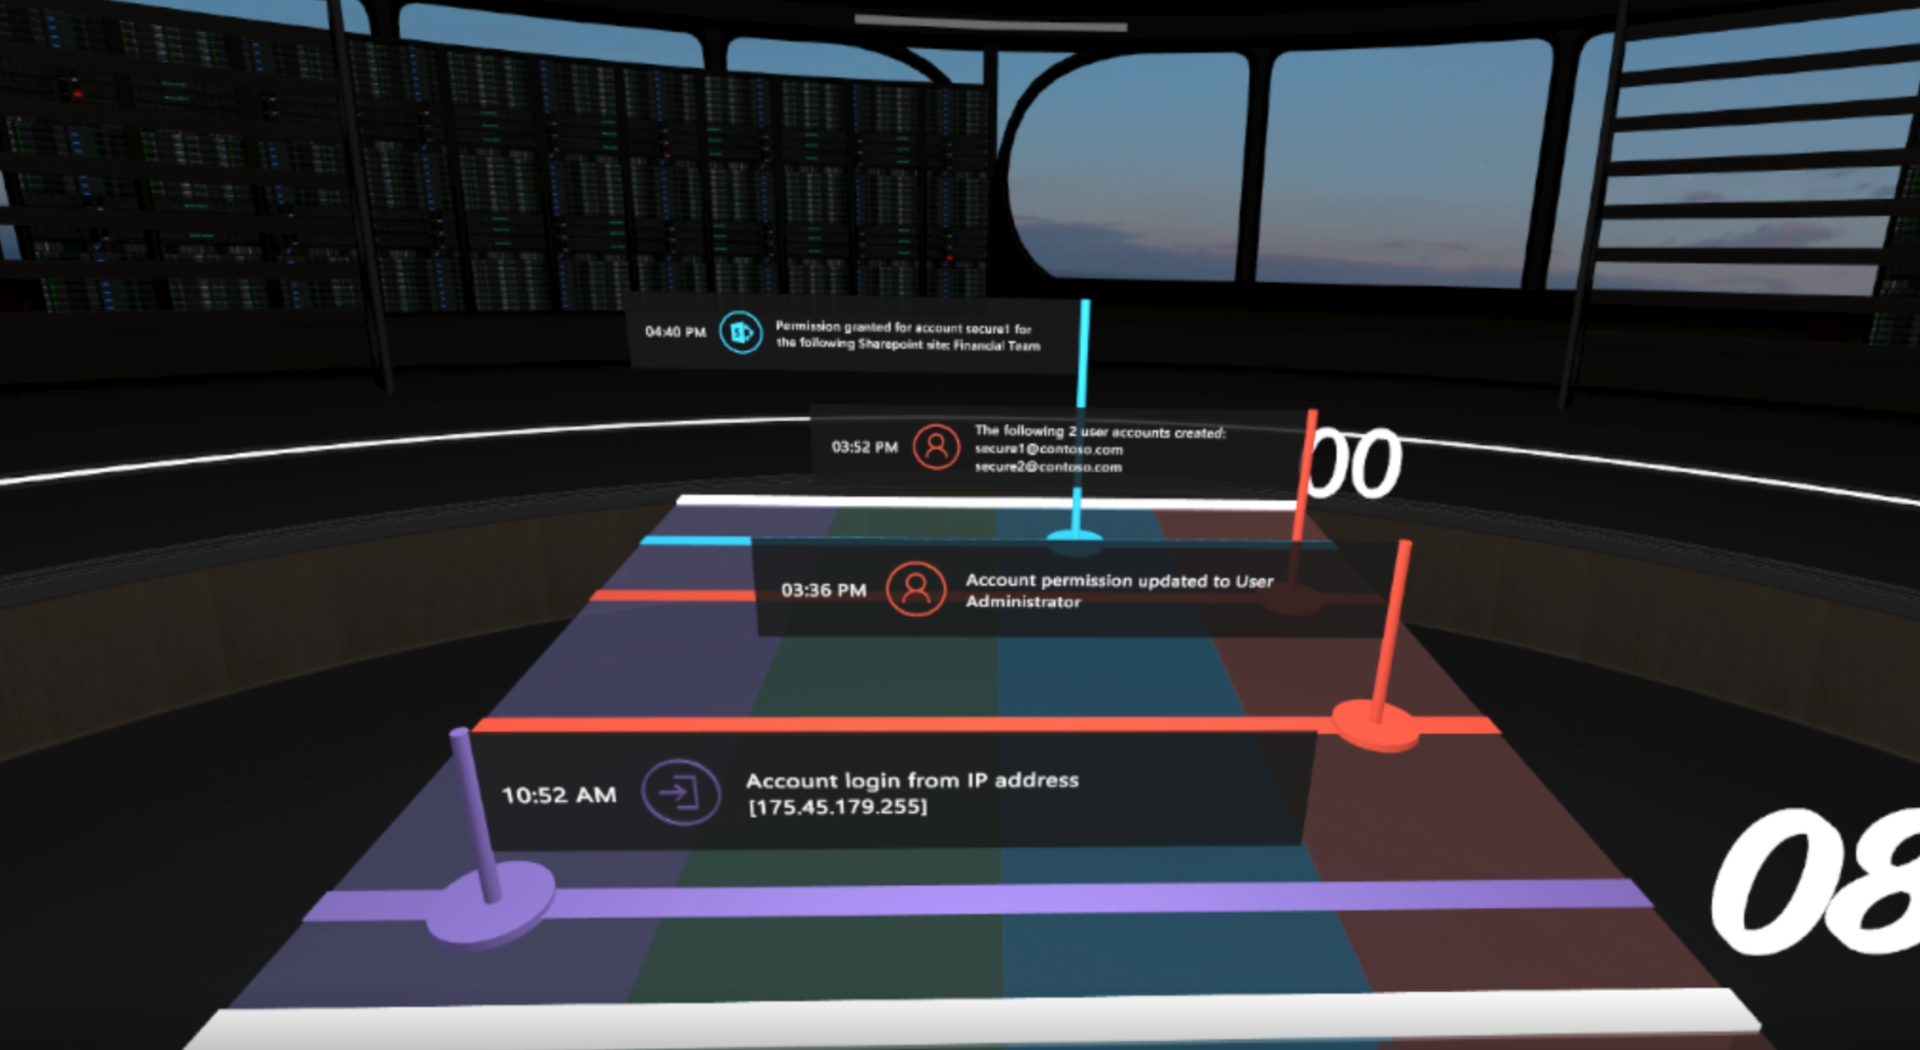 04:40 PM
Permission granted for account secure1 for
the following Sharepoint site: Financial Team
03:52 PM
The following 2 user accounts created:
secure1@contoso.com
secure2@contoso.com
00
03:36 PM
Account permission updated to User
Administrator
10:52 AM
Account login from IP address
[175.45.179.255]
08